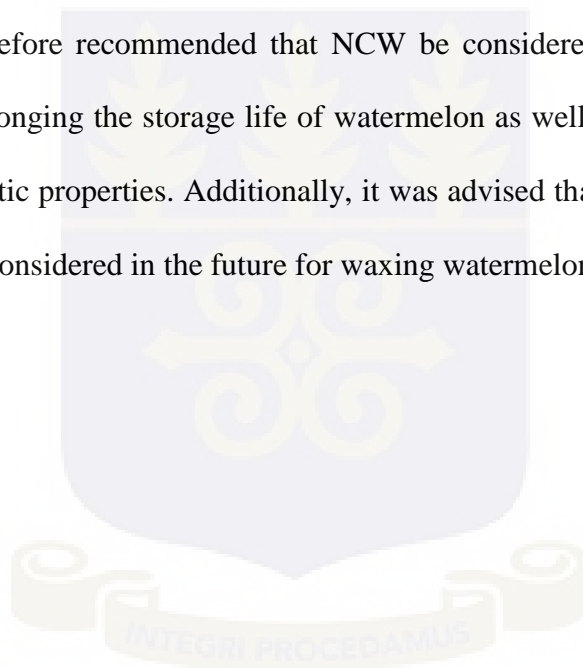 efore recommended that NCW be considere
onging the storage life of watermelon as well
tic properties. Additionally, it was advised tha
onsidered in the future for waxing watermelon
INTEGRI PROCEDAMUS